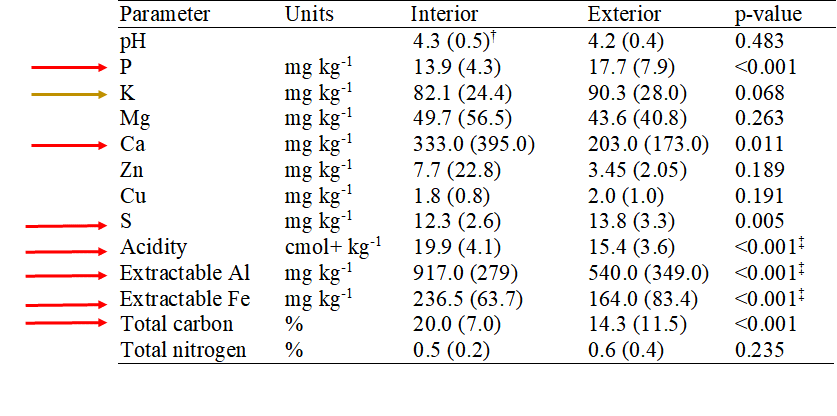 Parameter Units Interior Exterior p-value
pH 4.3 (0.5)† 4.2 (0.4) 0.483
P mg kg-1 13.9 (4.3) 17.7 (7.9) <0.001
K mg kg-1 82.1 (24.4) 90.3 (28.0) 0.068
Mg mg kg-1 49.7 (56.5) 43.6 (40.8) 0.263
Ca mg kg-1 333.0 (395.0) 203.0 (173.0) 0.011
Zn mg kg-1 7.7 (22.8) 3.45 (2.05) 0.189
Cu mg kg-1 1.8 (0.8) 2.0 (1.0) 0.191
S mg kg-1 12.3 (2.6) 13.8 (3.3) 0.005
Acidity cmol+ kg-1 19.9 (4.1) 15.4 (3.6) <0.001‡
Extractable Al mg kg-1 917.0 (279) 540.0 (349.0) <0.001‡
Extractable Fe mg kg-1 236.5 (63.7) 164.0 (83.4) <0.001‡
Total carbon % 20.0 (7.0) 14.3 (11.5) <0.001
Total nitrogen % 0.5 (0.2) 0.6 (0.4) 0.235